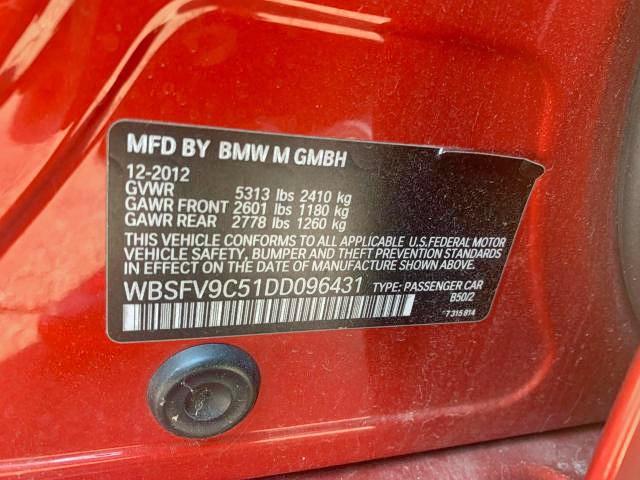 MFD BY BMW M GMBH
12-2012
GVWR 5313 lbs 2410 kg
GAWR FRONT 2601 lbs 1180 kg
GAWR REAR 2778 lbs 1260 kg
THIS VEHICLE CONFORMS TO ALL APPLICABLE U.S.FEDERAL MOTOR
VEHICLE SAFETY, BUMPER AND THEFT PREVENTION STANDARDS
IN EFFECT ON THE DATE OF MANUFACTURE SHOWN ABOVE.
WBSFV9C51DD096431 TYPE: PASSENGER CAR
B50/2
7 315 814